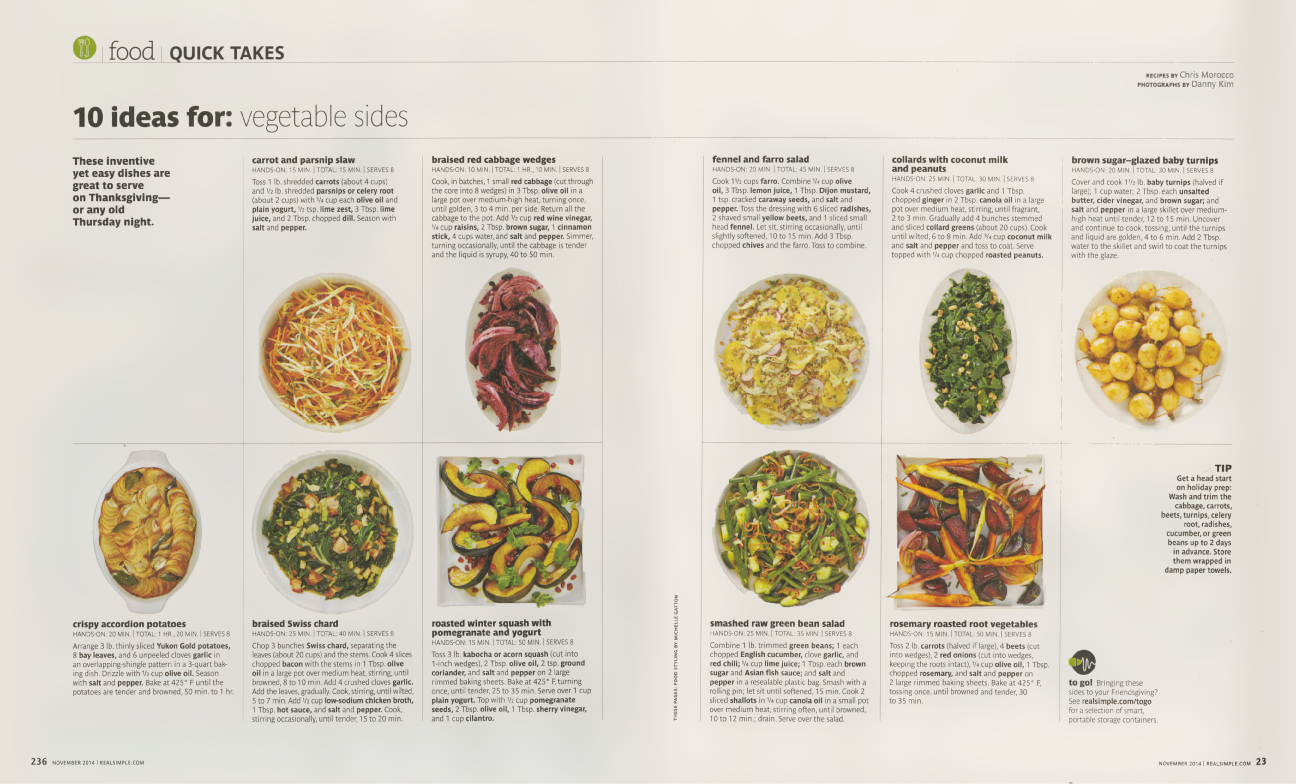 food | QUICK TAKES
RECIPES BY Chris Morocco
PHOTOGRAPHS BY Danny Kim
10 ideas for: vegetable sides
These inventive
yet easy dishes are
great to serve
on Thanksgiving—
or any old
Thursday night.
carrot and parsnip slaw
HANDS-ON: 15 MIN. | TOTAL: 15 MIN. | SERVES 8
Toss 1 lb. shredded carrots (about 4 cups)
and ½ lb. shredded parsnips or celery root
(about 2 cups) with ¼ cup each olive oil and
plain yogurt, ½ tsp. lime zest, 3 Tbsp. lime
juice, and 2 Tbsp. chopped dill. Season with
salt and pepper.
braised red cabbage wedges
HANDS-ON: 10 MIN. | TOTAL: 1 HR., 10 MIN. | SERVES 8
Cook, in batches, 1 small red cabbage (cut through
the core into 8 wedges) in 3 Tbsp. olive oil in a
large pot over medium-high heat, turning once,
until golden, 3 to 4 min. per side. Return all the
cabbage to the pot. Add ½ cup red wine vinegar,
¼ cup raisins, 2 Tbsp. brown sugar, 1 cinnamon
stick, 4 cups water, and salt and pepper. Simmer,
turning occasionally, until the cabbage is tender
and the liquid is syrupy, 40 to 50 min.
fennel and farro salad
HANDS-ON: 20 MIN. | TOTAL: 45 MIN. | SERVES 8
Cook 1½ cups farro. Combine ¼ cup olive
oil, 3 Tbsp. lemon juice, 1 Tbsp. Dijon mustard,
1 tsp. cracked caraway seeds, and salt and
pepper. Toss the dressing with 6 sliced radishes,
2 shaved small yellow beets, and 1 sliced small
head fennel. Let sit, stirring occasionally, until
slightly softened, 10 to 15 min. Add 3 Tbsp.
chopped chives and the farro. Toss to combine.
collards with coconut milk
and peanuts
HANDS-ON: 25 MIN. | TOTAL: 30 MIN. | SERVES 8
Cook 4 crushed cloves garlic and 1 Tbsp.
chopped ginger in 2 Tbsp. canola oil in a large
pot over medium heat, stirring, until fragrant,
2 to 3 min. Gradually add 4 bunches stemmed
and sliced collard greens (about 20 cups). Cook
until wilted, 6 to 8 min. Add ¾ cup coconut milk
and salt and pepper and toss to coat. Serve
topped with ¼ cup chopped roasted peanuts.
brown sugar–glazed baby turnips
HANDS-ON: 20 MIN. | TOTAL: 30 MIN. | SERVES 8
Cover and cook 1½ lb. baby turnips (halved if
large); 1 cup water; 2 Tbsp. each unsalted
butter, cider vinegar, and brown sugar; and
salt and pepper in a large skillet over medium-
high heat until tender, 12 to 15 min. Uncover
and continue to cook, tossing, until the turnips
and liquid are golden, 4 to 6 min. Add 2 Tbsp.
water to the skillet and swirl to coat the turnips
with the glaze.
crispy accordion potatoes
HANDS-ON: 20 MIN. | TOTAL: 1 HR., 20 MIN. | SERVES 8
Arrange 3 lb. thinly sliced Yukon Gold potatoes,
8 bay leaves, and 6 unpeeled cloves garlic in
an overlapping-shingle pattern in a 3-quart bak-
ing dish. Drizzle with ⅓ cup olive oil. Season
with salt and pepper. Bake at 425° F until the
potatoes are tender and browned, 50 min. to 1 hr.
braised Swiss chard
HANDS-ON: 25 MIN. | TOTAL: 40 MIN. | SERVES 8
Chop 3 bunches Swiss chard, separating the
leaves (about 20 cups) and the stems. Cook 4 slices
chopped bacon with the stems in 1 Tbsp. olive
oil in a large pot over medium heat, stirring, until
browned, 8 to 10 min. Add 4 crushed cloves garlic.
Add the leaves, gradually. Cook, stirring, until wilted,
5 to 7 min. Add ½ cup low-sodium chicken broth,
1 Tbsp. hot sauce, and salt and pepper. Cook,
stirring occasionally, until tender, 15 to 20 min.
roasted winter squash with
pomegranate and yogurt
HANDS-ON: 15 MIN. | TOTAL: 50 MIN. | SERVES 8
Toss 3 lb. kabocha or acorn squash (cut into
1-inch wedges), 2 Tbsp. olive oil, 2 tsp. ground
coriander, and salt and pepper on 2 large
rimmed baking sheets. Bake at 425° F, turning
once, until tender, 25 to 35 min. Serve over 1 cup
plain yogurt. Top with ½ cup pomegranate
seeds, 2 Tbsp. olive oil, 1 Tbsp. sherry vinegar,
and 1 cup cilantro.
THESE PAGES: FOOD STYLING BY MICHELLE GATTON
smashed raw green bean salad
HANDS-ON: 25 MIN. | TOTAL: 35 MIN. | SERVES 8
Combine 1 lb. trimmed green beans; 1 each
chopped English cucumber, clove garlic, and
red chili; ¼ cup lime juice; 1 Tbsp. each brown
sugar and Asian fish sauce; and salt and
pepper in a resealable plastic bag. Smash with a
rolling pin; let sit until softened, 15 min. Cook 2
sliced shallots in ¼ cup canola oil in a small pot
over medium heat, stirring often, until browned,
10 to 12 min.; drain. Serve over the salad.
rosemary roasted root vegetables
HANDS-ON: 15 MIN. | TOTAL: 50 MIN. | SERVES 8
Toss 2 lb. carrots (halved if large), 4 beets (cut
into wedges), 2 red onions (cut into wedges,
keeping the roots intact), ¼ cup olive oil, 1 Tbsp.
chopped rosemary, and salt and pepper on
2 large rimmed baking sheets. Bake at 425° F,
tossing once, until browned and tender, 30
to 35 min.
TIP
Get a head start
on holiday prep:
Wash and trim the
cabbage, carrots,
beets, turnips, celery
root, radishes,
cucumber, or green
beans up to 2 days
in advance. Store
them wrapped in
damp paper towels.
to go! Bringing these
sides to your Friendsgiving?
See realsimple.com/togo
for a selection of smart,
portable storage containers.
236 NOVEMBER 2014 | REALSIMPLE.COM
NOVEMBER 2014 | REALSIMPLE.COM 23